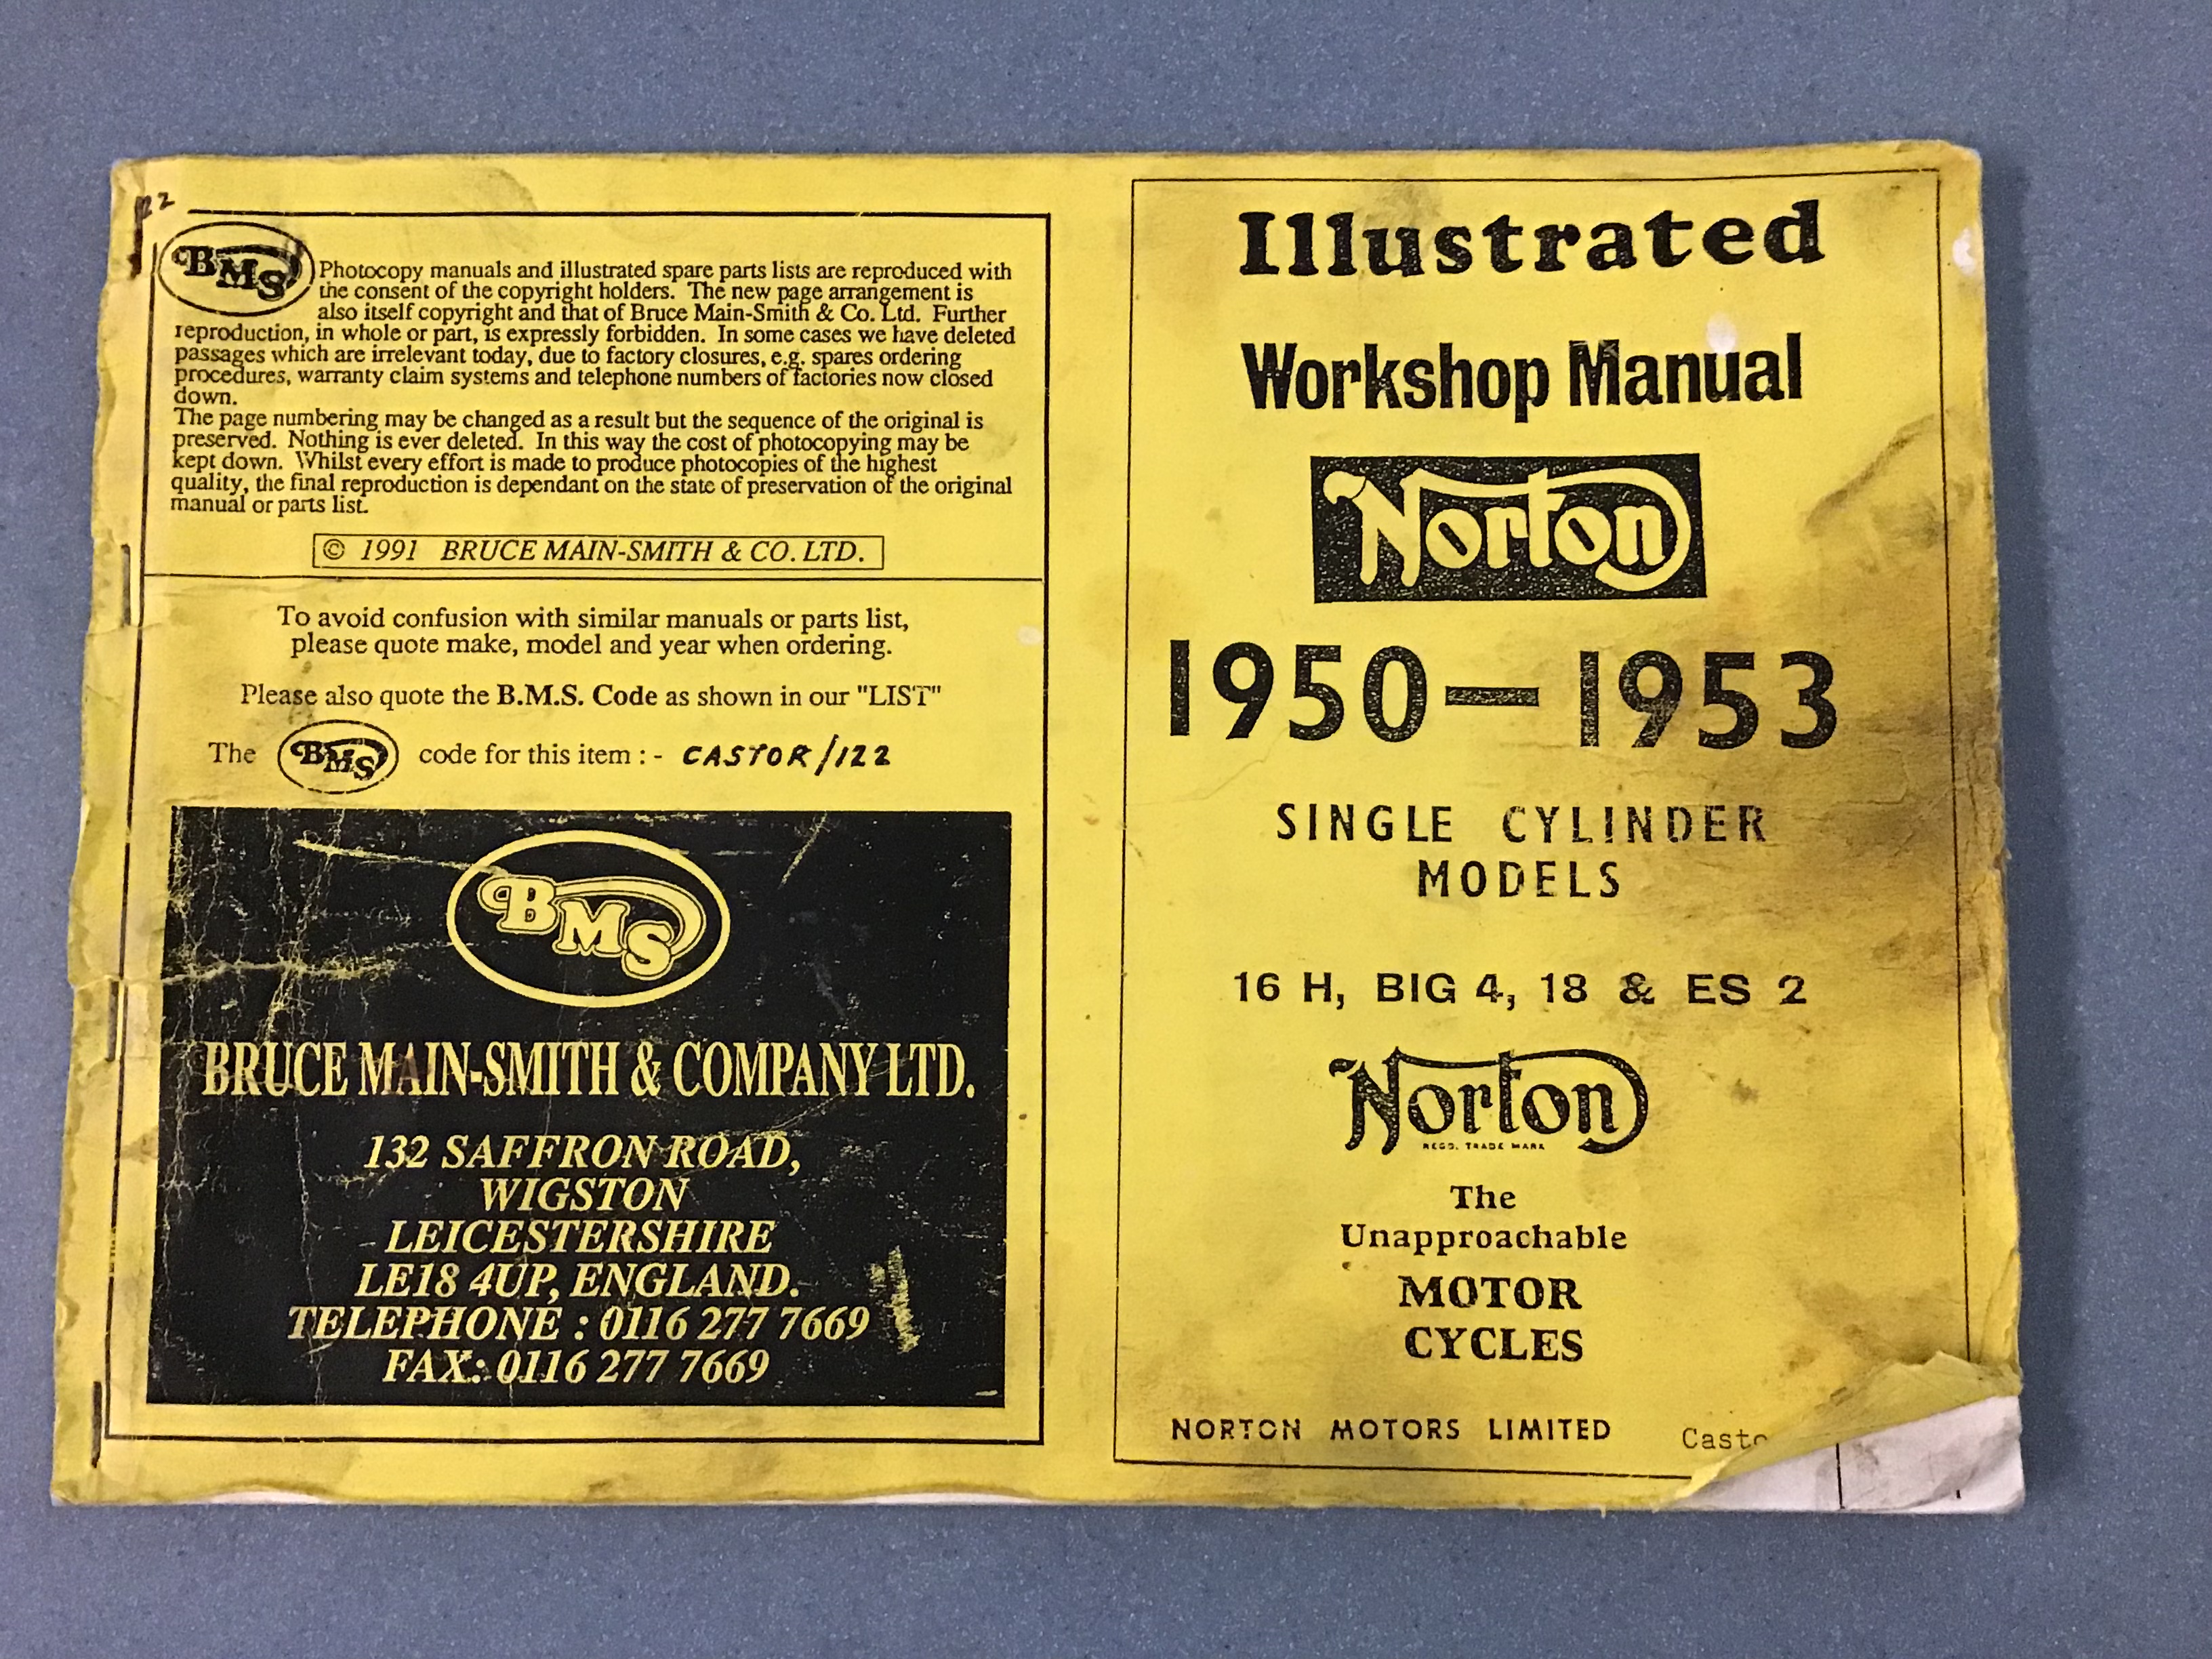 22
BMS
Photocopy manuals and illustrated spare parts lists are reproduced with
the consent of the copyright holders. The new page arrangement is
also itself copyright and that of Bruce Main-Smith & Co. Ltd. Further
reproduction, in whole or part, is expressly forbidden. In some cases we have deleted
passages which are irrelevant today, due to factory closures, e.g. spares ordering
procedures, warranty claim systems and telephone numbers of factories now closed
down.
The page numbering may be changed as a result but the sequence of the original is
preserved. Nothing is ever deleted. In this way the cost of photocopying may be
kept down. Whilst every effort is made to produce photocopies of the highest
quality, the final reproduction is dependant on the state of preservation of the original
manual or parts list.
© 1991 BRUCE MAIN-SMITH & CO. LTD.
To avoid confusion with similar manuals or parts list,
please quote make, model and year when ordering.
Please also quote the B.M.S. Code as shown in our "LIST"
The BMS code for this item : - CASTOR/122
BMS
BRUCE MAIN-SMITH & COMPANY LTD.
132 SAFFRON ROAD,
WIGSTON
LEICESTERSHIRE
LE18 4UP, ENGLAND.
TELEPHONE : 0116 277 7669
FAX: 0116 277 7669
Illustrated
Workshop Manual
Norton
1950—1953
SINGLE CYLINDER
MODELS
16 H, BIG 4, 18 & ES 2
Norton
REGD. TRADE MARK
The
Unapproachable
MOTOR
CYCLES
NORTON MOTORS LIMITED